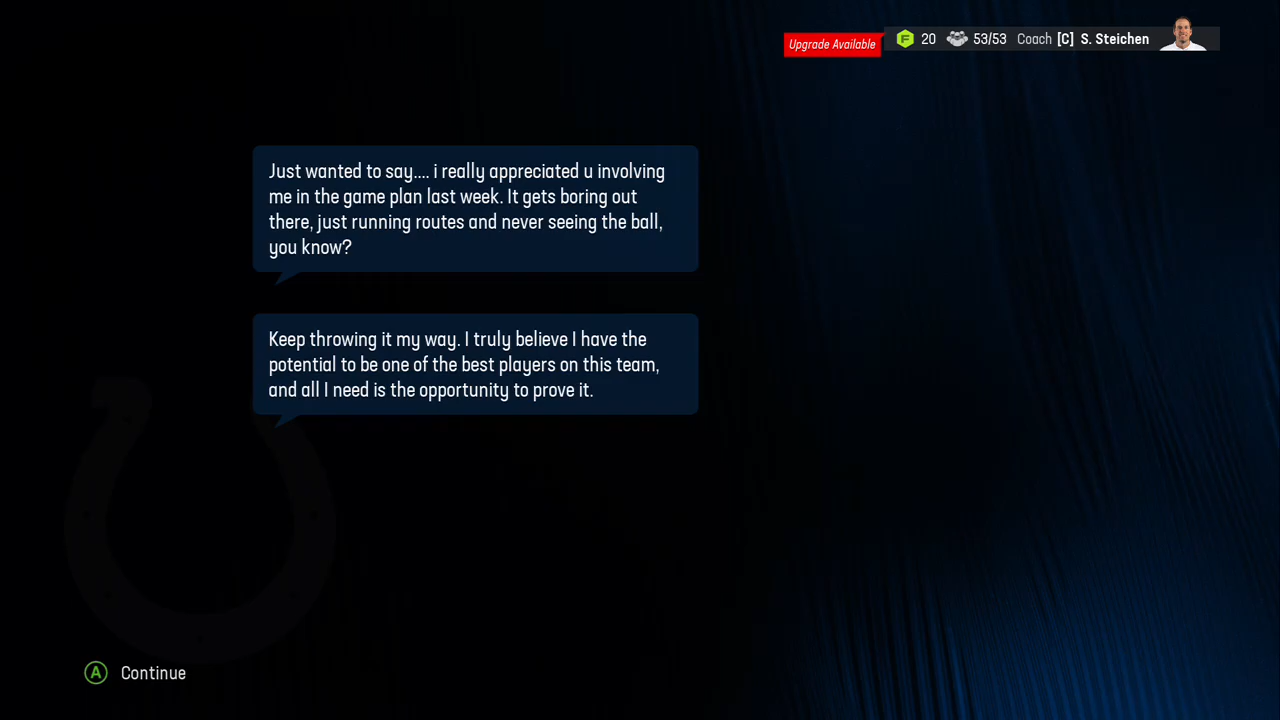 Upgrade Available
F 20 53/53 Coach [C] S. Steichen
Just wanted to say.... i really appreciated u involving
me in the game plan last week. It gets boring out
there, just running routes and never seeing the ball,
you know?
Keep throwing it my way. I truly believe I have the
potential to be one of the best players on this team,
and all I need is the opportunity to prove it.
A Continue